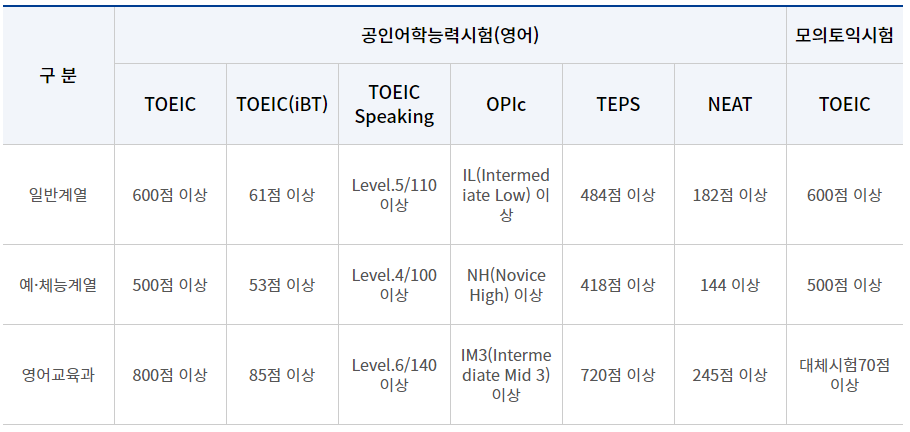 구 분
공인어학능력시험(영어)
모의토익시험
TOEIC
TOEIC(iBT)
TOEIC
Speaking
OPIc
TEPS
NEAT
TOEIC
일반계열
600점 이상
61점 이상
Level.5/110
이상
IL(Intermed
iate Low) 이
상
484점 이상
182점 이상
600점 이상
예·체능계열
500점 이상
53점 이상
Level.4/100
이상
NH(Novice
High) 이상
418점 이상
144 이상
500점 이상
영어교육과
800점 이상
85점 이상
Level.6/140
이상
IM3(Interme
diate Mid 3)
이상
720점 이상
245점 이상
대체시험70점
이상